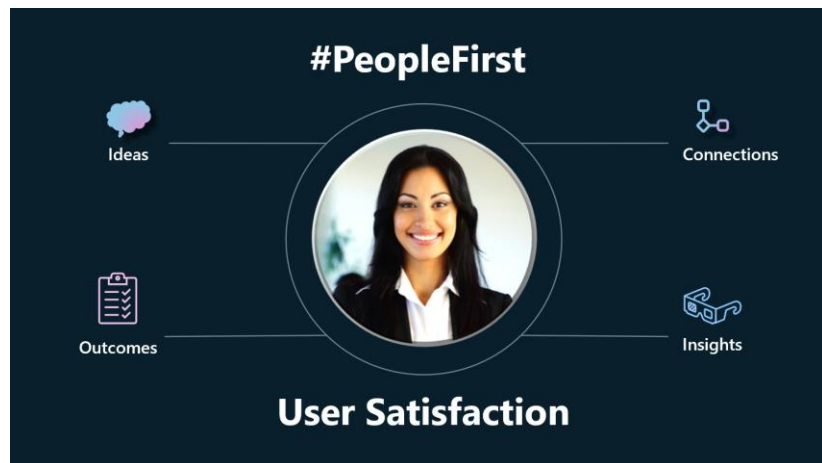 #PeopleFirst
Ideas
Connections
Outcomes
Insights
User Satisfaction